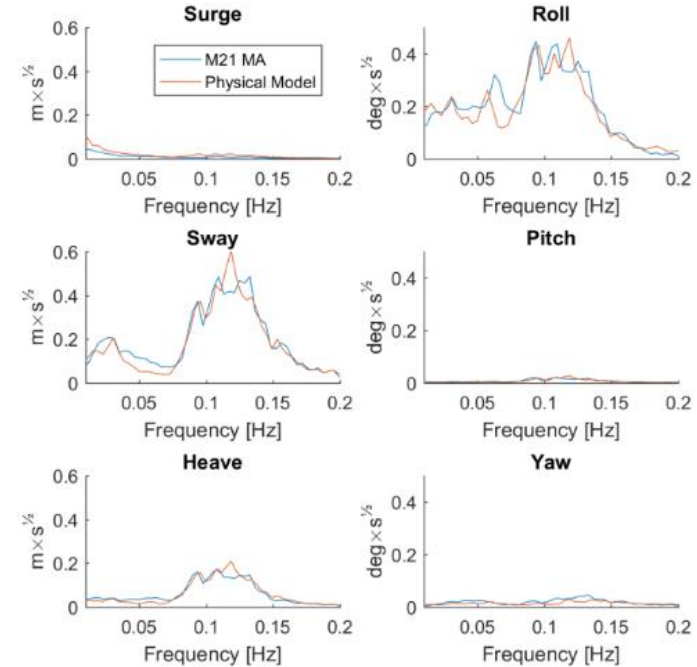 Surge
m×s½
0.6
0.4
0.2
0
M21 MA
Physical Model
0.05 0.1 0.15 0.2
Frequency [Hz]
Roll
deg×s½
0.4
0.2
0
0.05 0.1 0.15 0.2
Frequency [Hz]
Sway
m×s½
0.6
0.4
0.2
0
0.05 0.1 0.15 0.2
Frequency [Hz]
Pitch
deg×s½
0.4
0.2
0
0.05 0.1 0.15 0.2
Frequency [Hz]
Heave
m×s½
0.6
0.4
0.2
0
0.05 0.1 0.15 0.2
Frequency [Hz]
Yaw
deg×s½
0.4
0.2
0
0.05 0.1 0.15 0.2
Frequency [Hz]